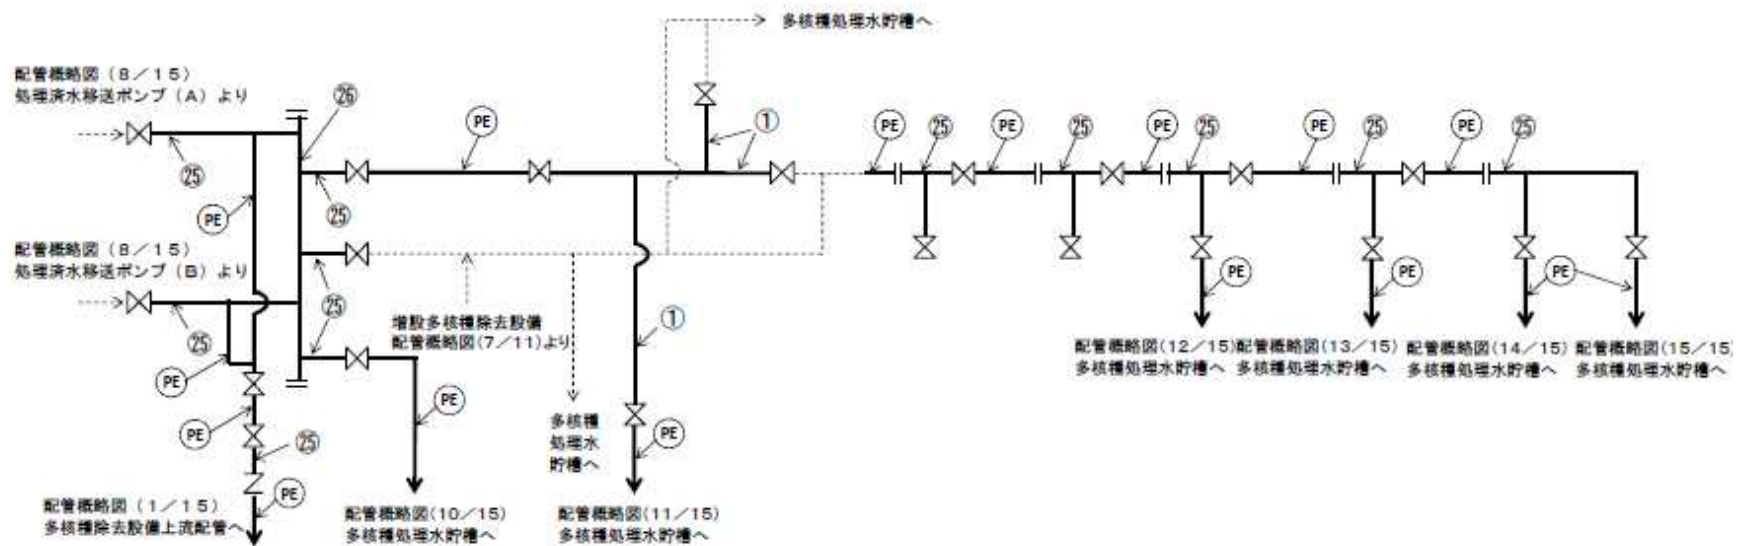 多核種処理水貯槽へ
配管概略図（８／１５）
処理済水移送ポンプ（A）より
㉖
PE
①
PE
㉕
PE
㉕
PE
㉕
PE
㉕
PE
㉕
㉕
PE
㉕
配管概略図（８／１５）
処理済水移送ポンプ（B）より
PE
PE
PE
PE
㉕
㉕
㉕
増設多核種除去設備
配管概略図(７／１１)より
①
配管概略図(１２／１５)
多核種処理水貯槽へ
配管概略図(１３／１５)
多核種処理水貯槽へ
配管概略図(１４／１５)
多核種処理水貯槽へ
配管概略図(１５／１５)
多核種処理水貯槽へ
PE
PE
PE
㉕
多核種
処理水
貯槽へ
PE
PE
配管概略図（１／１５）
多核種除去設備上流配管へ
配管概略図(１０／１５)
多核種処理水貯槽へ
配管概略図(１１／１５)
多核種処理水貯槽へ